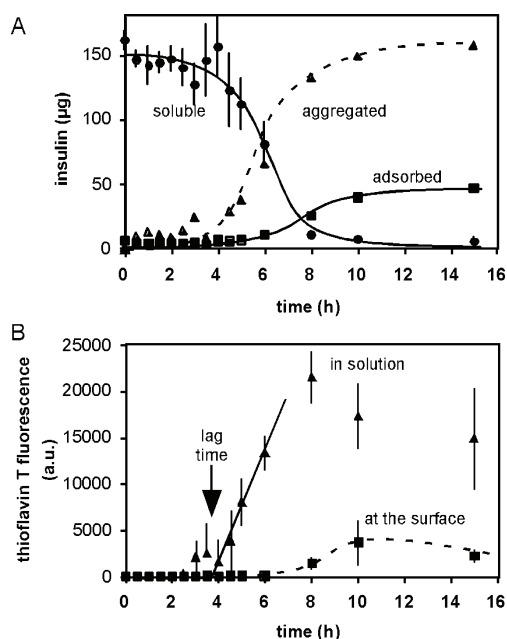 A
150
100
50
0
insulin (µg)
soluble
aggregated
adsorbed
0 2 4 6 8 10 12 14 16
time (h)
B
25000
20000
15000
10000
5000
0
thioflavin T fluorescence
(a.u.)
lag
time
in solution
at the surface
0 2 4 6 8 10 12 14 16
time (h)